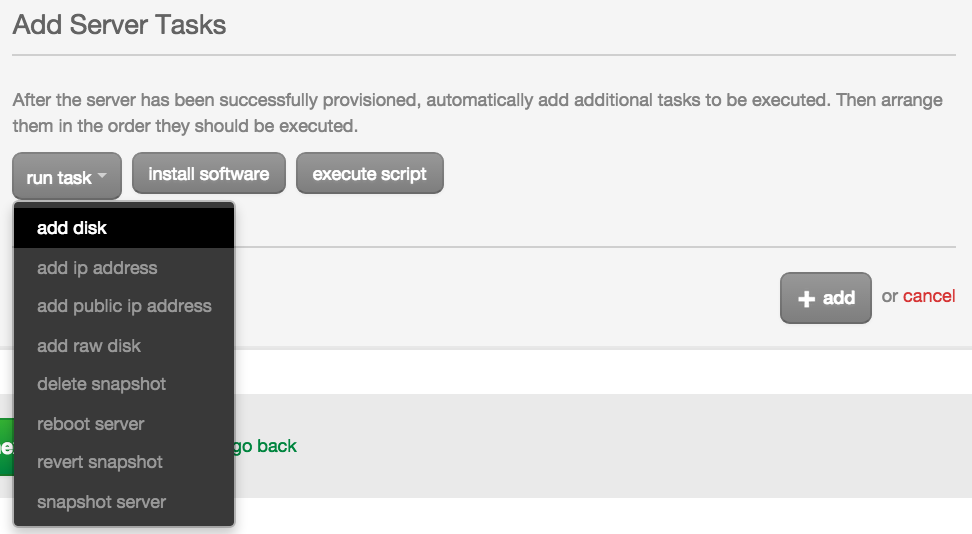 Add Server Tasks
After the server has been successfully provisioned, automatically add additional tasks to be executed. Then arrange
them in the order they should be executed.
run task install software execute script
add disk
add ip address
add public ip address
add raw disk
delete snapshot
reboot server
revert snapshot
snapshot server
+ add or cancel
go back